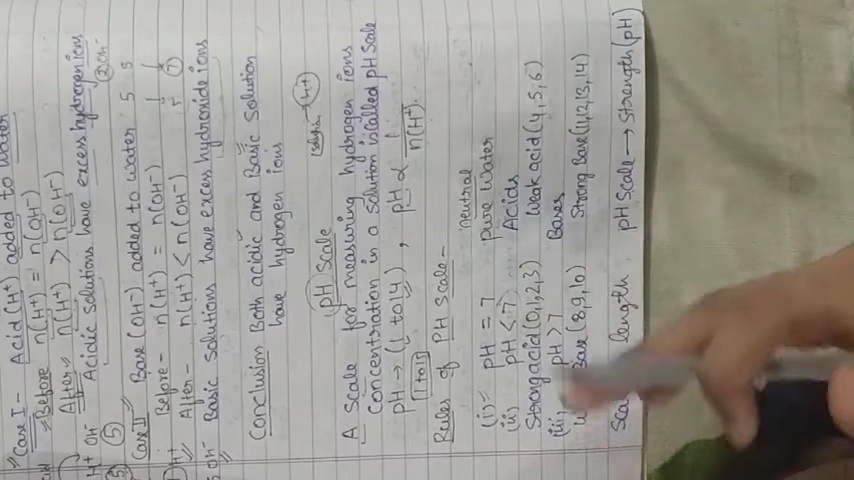 Case I - Acid (H+) added to water
Before n(H+) = n(OH-)
After n(H+) > n(OH-)
Acidic Solutions have excess hydrogen ions
Case II Base (OH-) added to water 5 5
Before - n(H+) = n(OH-)
After - n(H+) < n(OH-) 5 7
Basic Solutions have excess hydroxide ions
Conclusion Both acidic and Basic Solution
have hydrogen ions
H+
pH Scale
A Scale for measuring hydrogen ions
Concentration in a Solution is called pH Scale
pH → (1 to 14) , pH ∝ 1/n(H+)
Rules of PH Scale -
neutral
(i) pH = 7 pure water
(ii) pH < 7 Acids
Strong acid (0,1,2,3) Weak acid (4,5,6)
(iii) pH > 7 Bases
Base (8,9,10) Strong Base (11,12,13,14)
length pH Scale → Strength (pH)